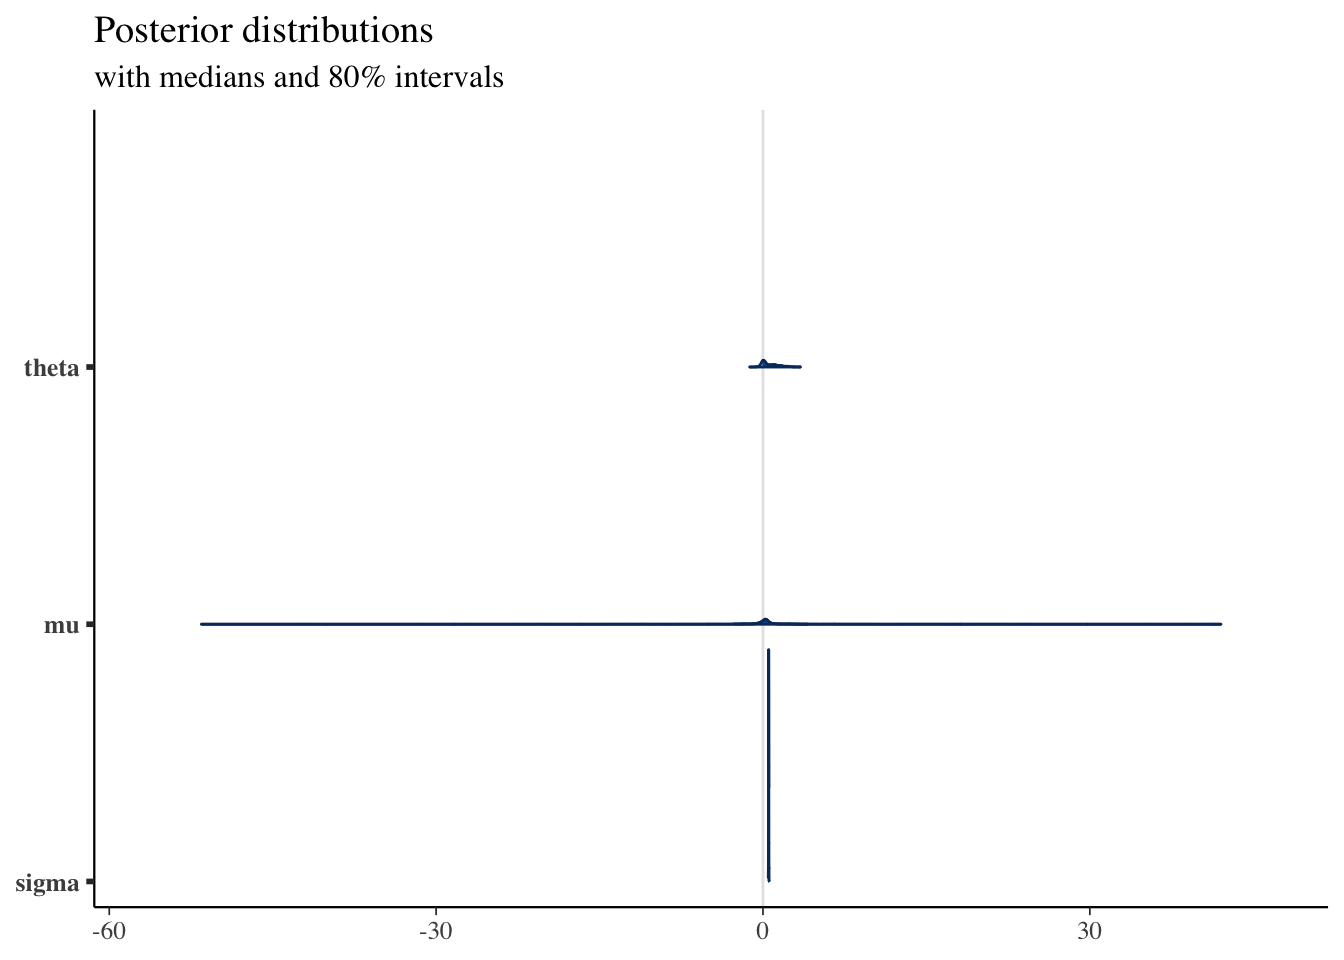 Posterior distributions
with medians and 80% intervals
theta
mu
sigma
-60 -30 0 30